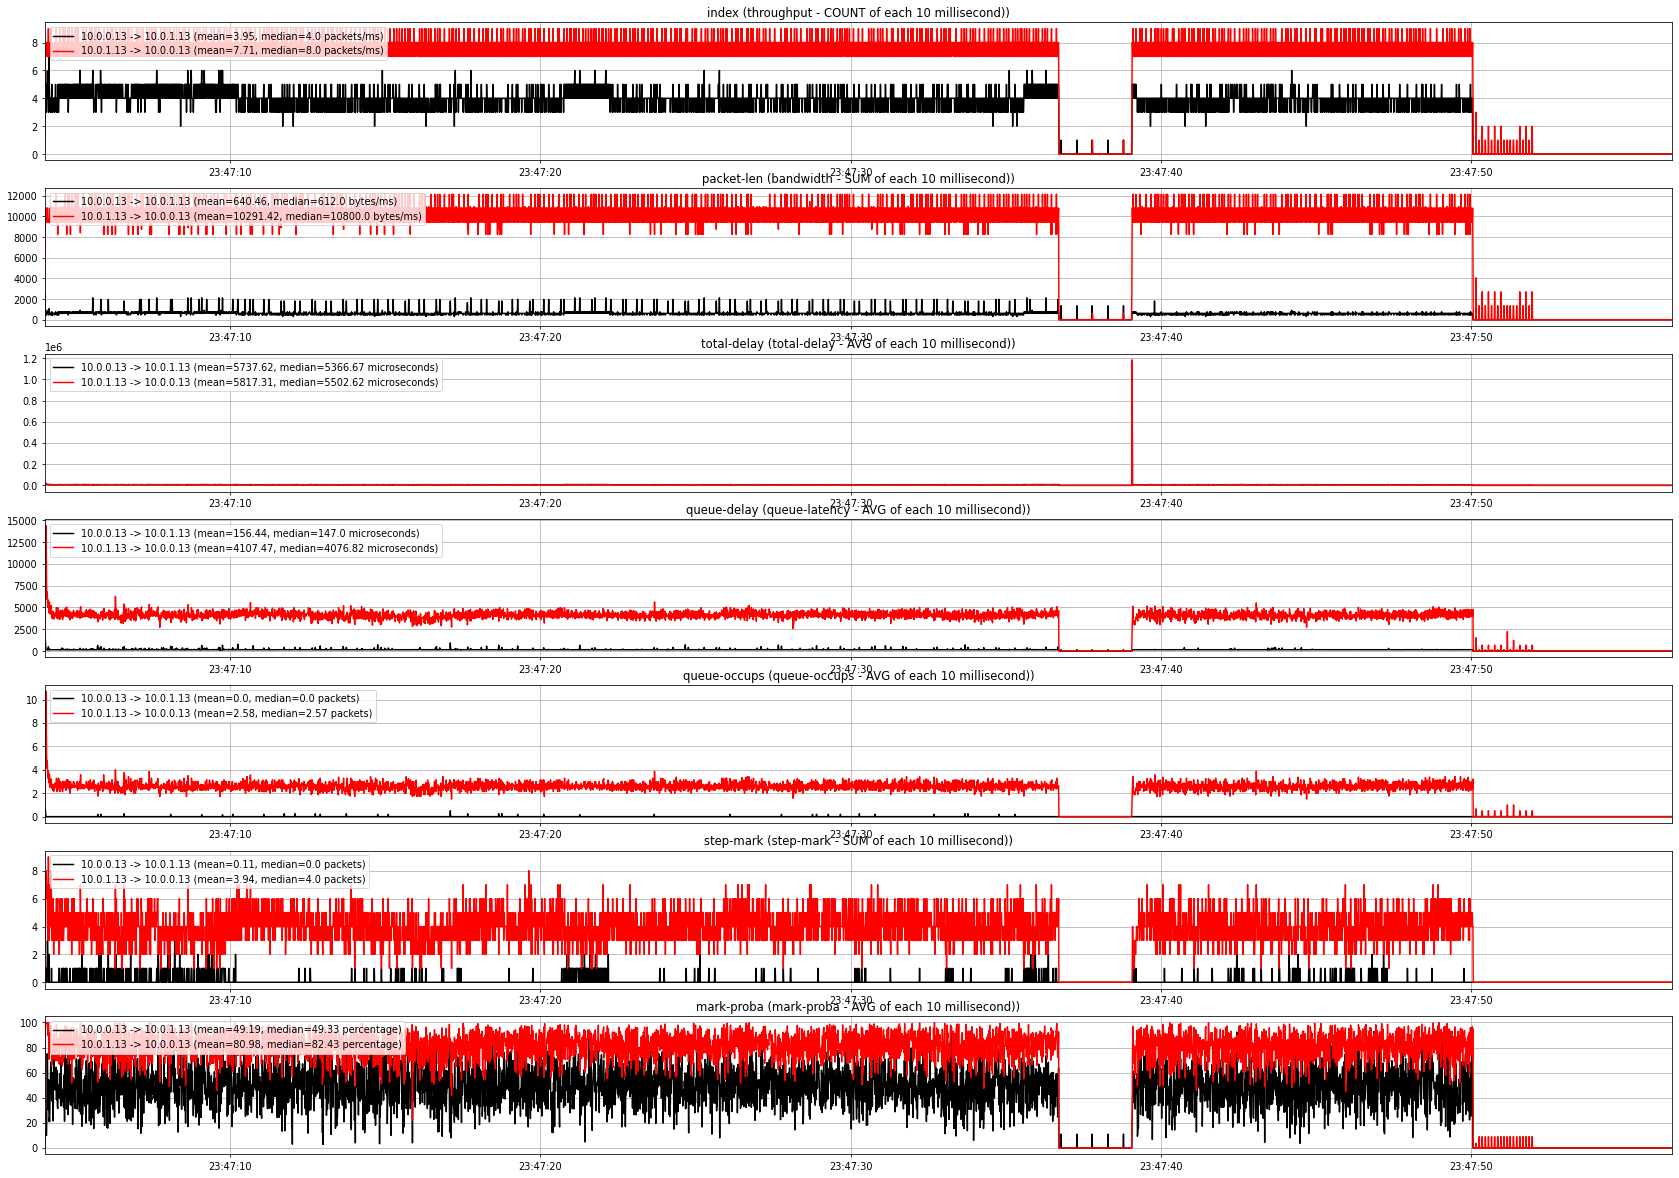 index (throughput - COUNT of each 10 millisecond))
10.0.0.13 -> 10.0.1.13 (mean=3.95, median=4.0 packets/ms)
10.0.1.13 -> 10.0.0.13 (mean=7.71, median=8.0 packets/ms)
8
6
4
2
0
23:47:10 23:47:20 23:47:30 23:47:40 23:47:50
packet-len (bandwidth - SUM of each 10 millisecond))
10.0.0.13 -> 10.0.1.13 (mean=640.46, median=612.0 bytes/ms)
10.0.1.13 -> 10.0.0.13 (mean=10291.42, median=10800.0 bytes/ms)
12000
10000
8000
6000
4000
2000
0
23:47:10 23:47:20 23:47:30 23:47:40 23:47:50
total-delay (total-delay - AVG of each 10 millisecond))
1e6
10.0.0.13 -> 10.0.1.13 (mean=5737.62, median=5366.67 microseconds)
10.0.1.13 -> 10.0.0.13 (mean=5817.31, median=5502.62 microseconds)
1.2
1.0
0.8
0.6
0.4
0.2
0.0
23:47:10 23:47:20 23:47:30 23:47:40 23:47:50
queue-delay (queue-latency - AVG of each 10 millisecond))
10.0.0.13 -> 10.0.1.13 (mean=156.44, median=147.0 microseconds)
10.0.1.13 -> 10.0.0.13 (mean=4107.47, median=4076.82 microseconds)
15000
12500
10000
7500
5000
2500
0
23:47:10 23:47:20 23:47:30 23:47:40 23:47:50
queue-occups (queue-occups - AVG of each 10 millisecond))
10.0.0.13 -> 10.0.1.13 (mean=0.0, median=0.0 packets)
10.0.1.13 -> 10.0.0.13 (mean=2.58, median=2.57 packets)
10
8
6
4
2
0
23:47:10 23:47:20 23:47:30 23:47:40 23:47:50
step-mark (step-mark - SUM of each 10 millisecond))
10.0.0.13 -> 10.0.1.13 (mean=0.11, median=0.0 packets)
10.0.1.13 -> 10.0.0.13 (mean=3.94, median=4.0 packets)
8
6
4
2
0
23:47:10 23:47:20 23:47:30 23:47:40 23:47:50
mark-proba (mark-proba - AVG of each 10 millisecond))
10.0.0.13 -> 10.0.1.13 (mean=49.19, median=49.33 percentage)
10.0.1.13 -> 10.0.0.13 (mean=80.98, median=82.43 percentage)
100
80
60
40
20
0
23:47:10 23:47:20 23:47:30 23:47:40 23:47:50